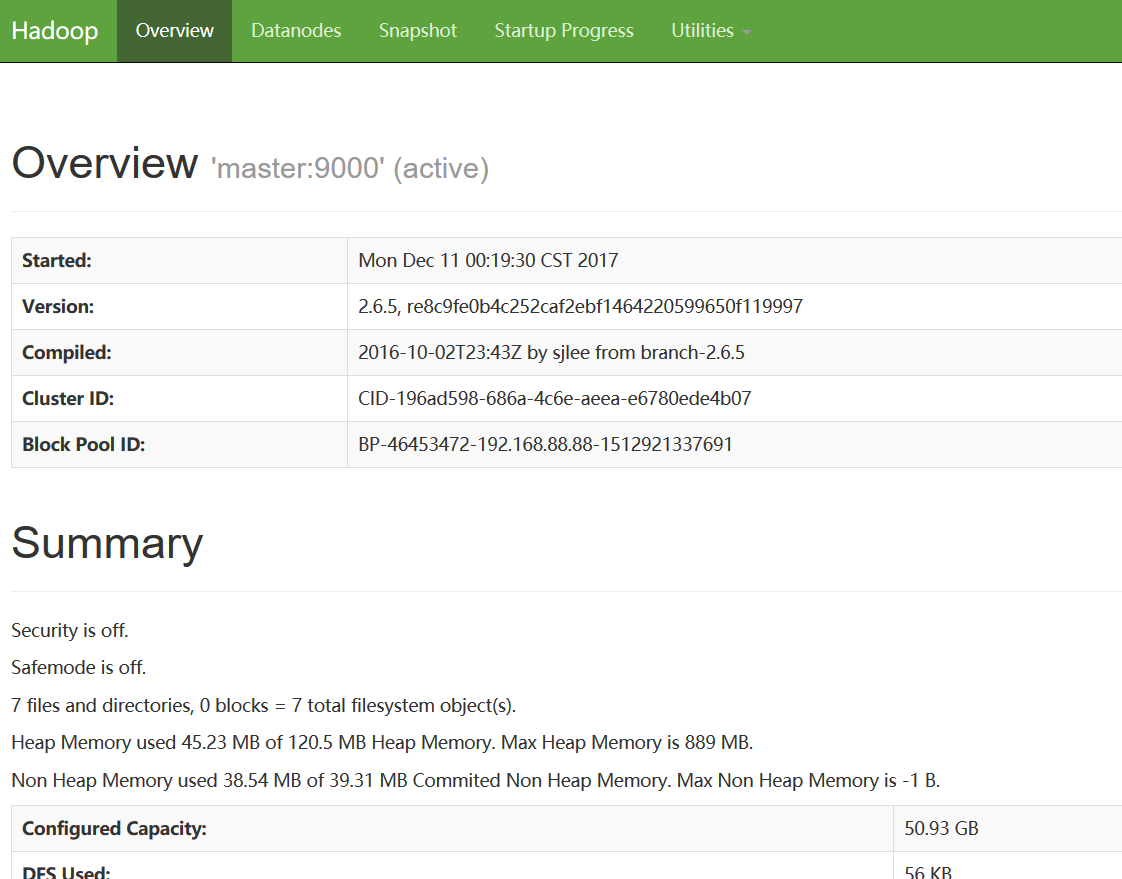 Hadoop Overview Datanodes Snapshot Startup Progress Utilities
Overview 'master:9000' (active)
Started: Mon Dec 11 00:19:30 CST 2017
Version: 2.6.5, re8c9fe0b4c252caf2ebf1464220599650f119997
Compiled: 2016-10-02T23:43Z by sjlee from branch-2.6.5
Cluster ID: CID-196ad598-686a-4c6e-aeea-e6780ede4b07
Block Pool ID: BP-46453472-192.168.88.88-1512921337691
Summary
Security is off.
Safemode is off.
7 files and directories, 0 blocks = 7 total filesystem object(s).
Heap Memory used 45.23 MB of 120.5 MB Heap Memory. Max Heap Memory is 889 MB.
Non Heap Memory used 38.54 MB of 39.31 MB Commited Non Heap Memory. Max Non Heap Memory is -1 B.
Configured Capacity: 50.93 GB
DFS Used: 56 KB